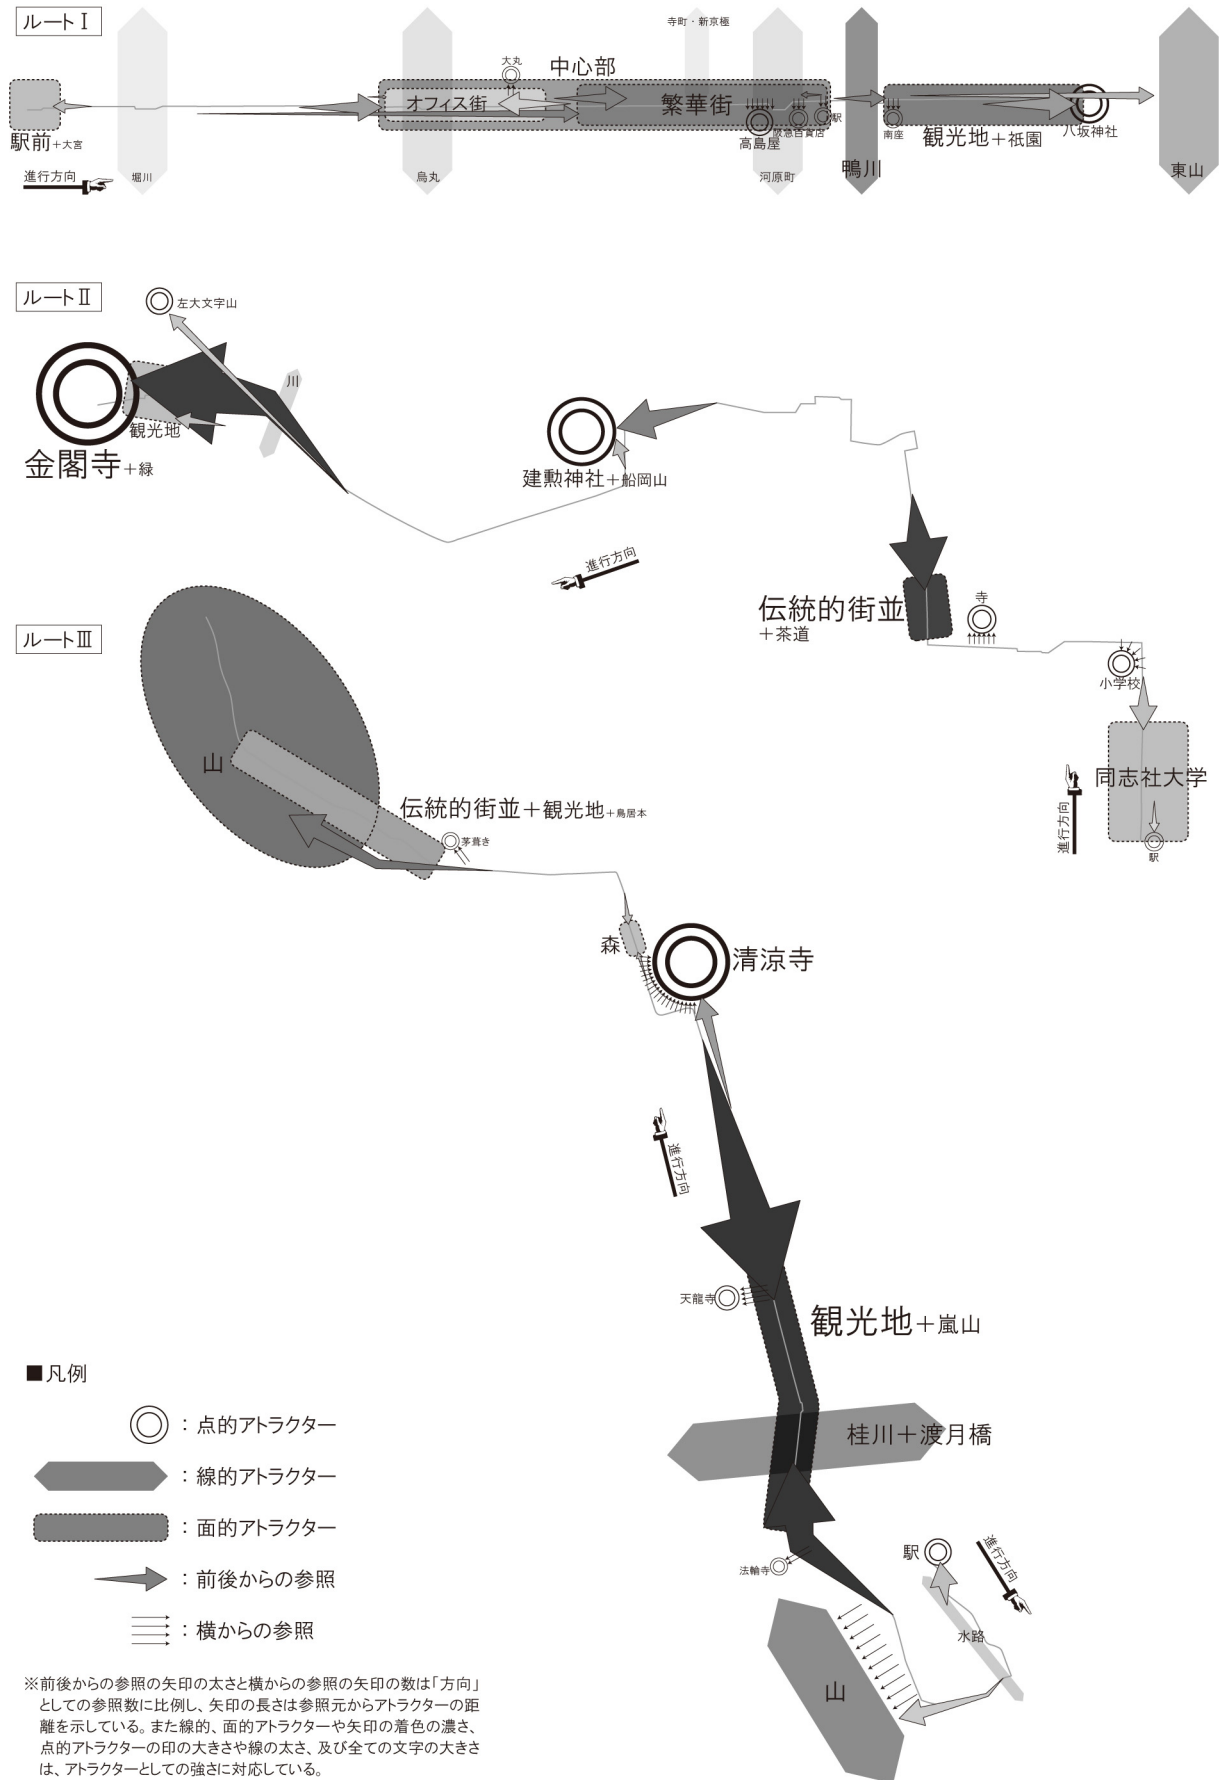 ルートⅠ
寺町・新京極
大丸
中心部
オフィス街
繁華街
駅
駅前+大宮
高島屋
阪急百貨店
南座
観光地+祇園
八坂神社
進行方向
堀川
烏丸
河原町
鴨川
東山
ルートⅡ
左大文字山
川
観光地
金閣寺+緑
建勲神社+船岡山
進行方向
伝統的街並
+茶道
寺
小学校
同志社大学
進行方向
駅
ルートⅢ
山
伝統的街並+観光地+鳥居本
茅葺き
森
清涼寺
進行方向
天龍寺
観光地+嵐山
桂川+渡月橋
法輪寺
駅
進行方向
水路
山
■凡例
：点的アトラクター
：線的アトラクター
：面的アトラクター
：前後からの参照
：横からの参照
※前後からの参照の矢印の太さと横からの参照の矢印の数は「方向」
としての参照数に比例し、矢印の長さは参照元からアトラクターの距
離を示している。また線的、面的アトラクターや矢印の着色の濃さ、
点的アトラクターの印の大きさや線の太さ、及び全ての文字の大きさ
は、アトラクターとしての強さに対応している。